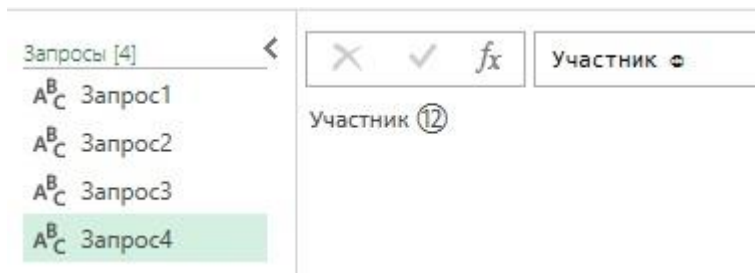 Запросы [4]
Запрос1
Запрос2
Запрос3
Запрос4
fx
Участник
Участник ⑫